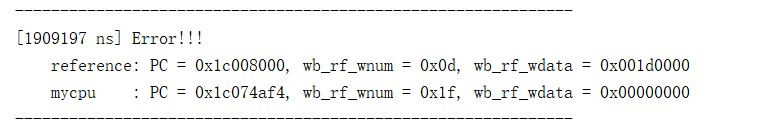 --------------------------------------------------------------
[1909197 ns] Error!!!
    reference: PC = 0x1c008000, wb_rf_wnum = 0x0d, wb_rf_wdata = 0x001d0000
    mycpu    : PC = 0x1c074af4, wb_rf_wnum = 0x1f, wb_rf_wdata = 0x00000000
--------------------------------------------------------------